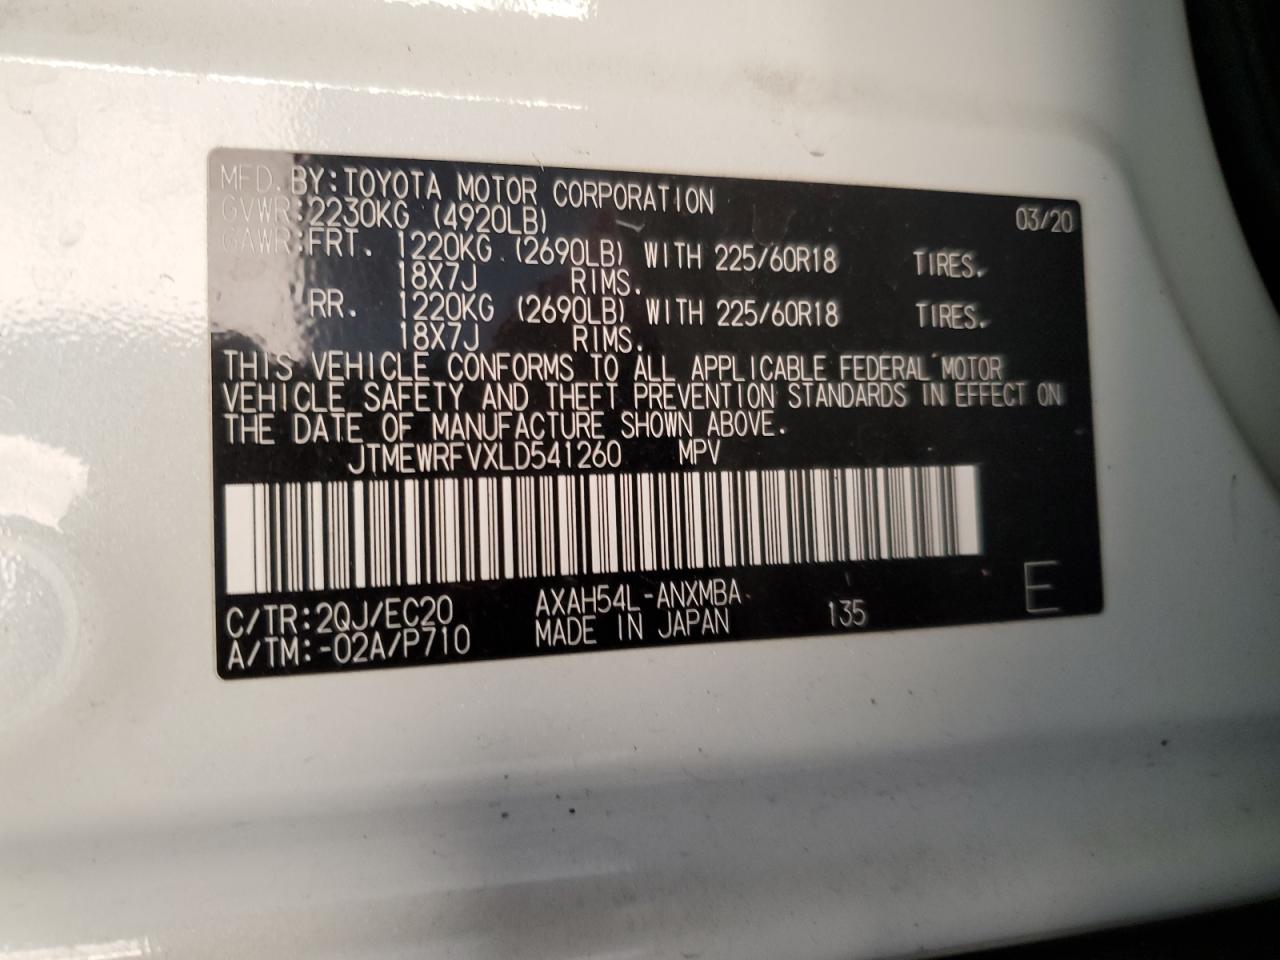 MFD. BY:TOYOTA MOTOR CORPORATION 03/20
GVWR:2230KG (4920LB)
GAWR:FRT. 1220KG (2690LB) WITH 225/60R18 TIRES.
18X7J RIMS.
RR. 1220KG (2690LB) WITH 225/60R18 TIRES.
18X7J RIMS.
THIS VEHICLE CONFORMS TO ALL APPLICABLE FEDERAL MOTOR
VEHICLE SAFETY AND THEFT PREVENTION STANDARDS IN EFFECT ON
THE DATE OF MANUFACTURE SHOWN ABOVE.
JTMEWRFVXLD541260 MPV
C/TR:2QJ/EC20 AXAH54L-ANXMBA 135 E
A/TM:-02A/P710 MADE IN JAPAN